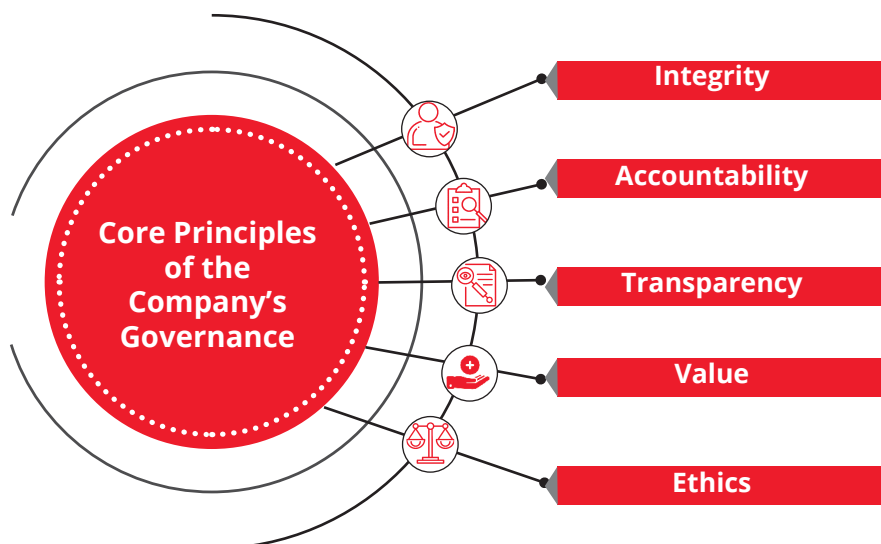 Core Principles
of the
Company’s
Governance
Integrity
Accountability
Transparency
Value
Ethics